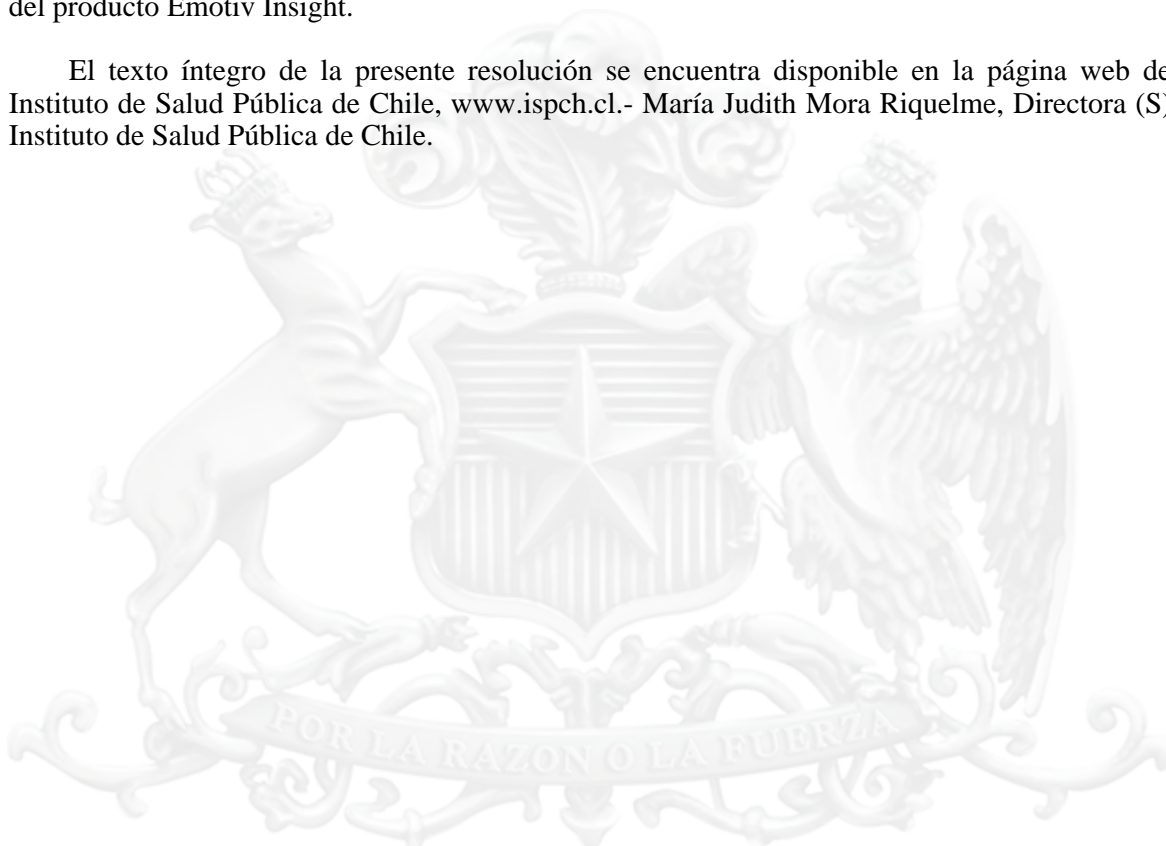 del producto Emotiv Insight.
El texto íntegro de la presente resolución se encuentra disponible en la página web de
Instituto de Salud Pública de Chile, www.ispch.cl.- María Judith Mora Riquelme, Directora (S)
Instituto de Salud Pública de Chile.
POR LA RAZON O LA FUERZA